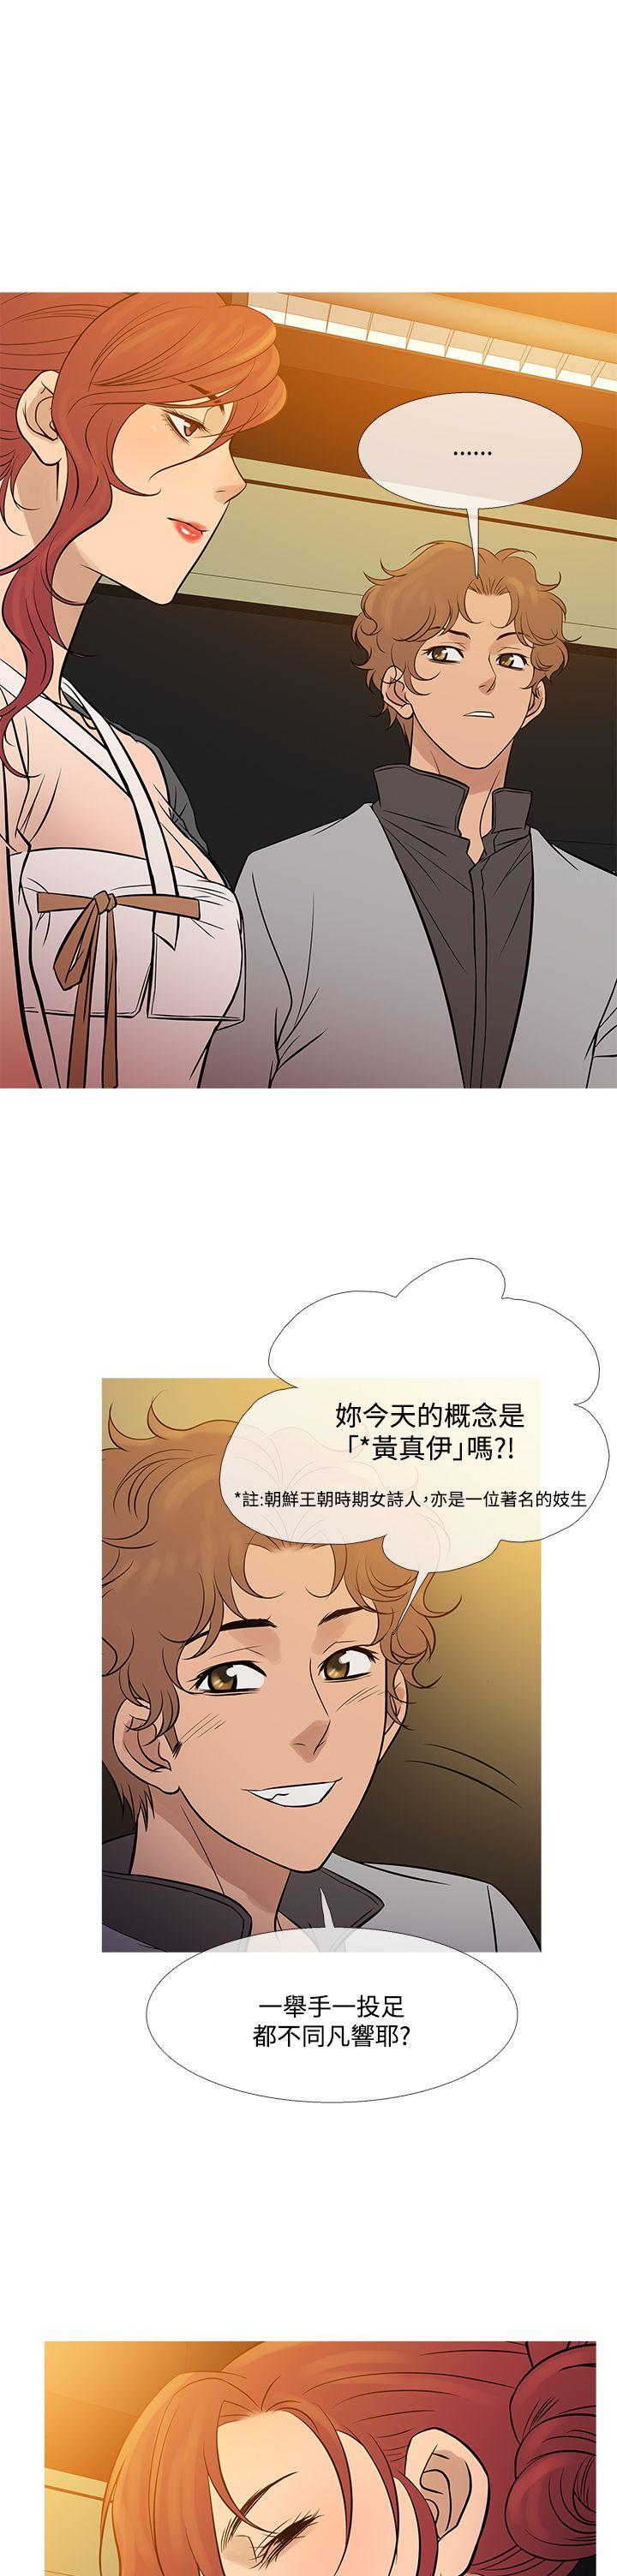 ……
妳今天的概念是
「*黃真伊」嗎?!
*註:朝鮮王朝時期女詩人，亦是一位著名的妓生
一舉手一投足
都不同凡響耶?